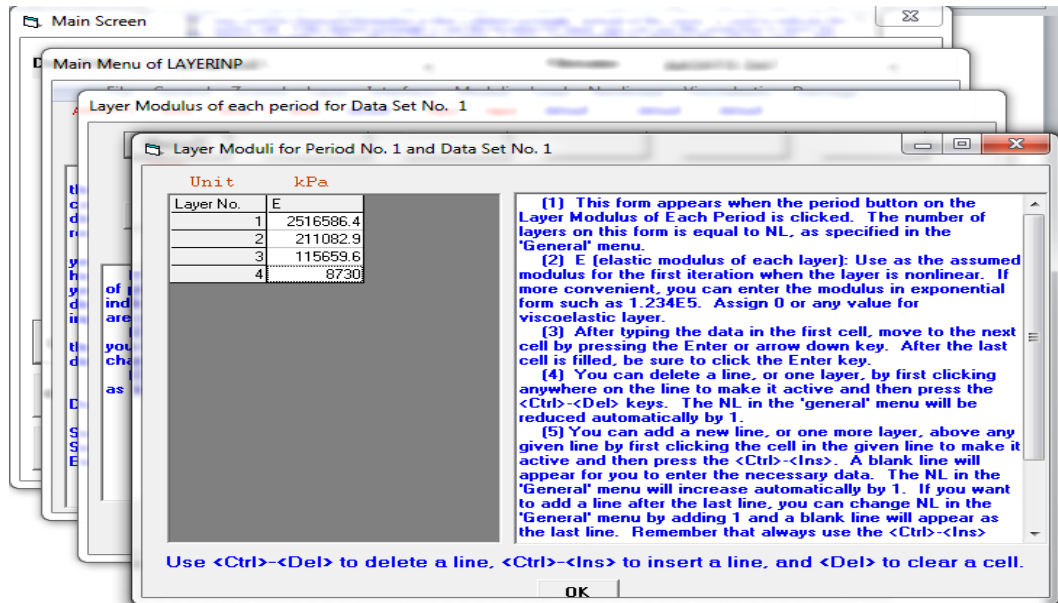 Main Screen
Main Menu of LAYERINP
Layer Modulus of each period for Data Set No. 1
Layer Moduli for Period No. 1 and Data Set No. 1
Unit kPa
Layer No. E
1 2516586.4
2 211082.9
3 115659.6
4 8730
(1) This form appears when the period button on the
Layer Modulus of Each Period is clicked. The number of
layers on this form is equal to NL, as specified in the
'General' menu.
(2) E (elastic modulus of each layer): Use as the assumed
modulus for the first iteration when the layer is nonlinear. If
more convenient, you can enter the modulus in exponential
form such as 1.234E5. Assign 0 or any value for
viscoelastic layer.
(3) After typing the data in the first cell, move to the next
cell by pressing the Enter or arrow down key. After the last
cell is filled, be sure to click the Enter key.
(4) You can delete a line, or one layer, by first clicking
anywhere on the line to make it active and then press the
<Ctrl>-<Del> keys. The NL in the 'general' menu will be
reduced automatically by 1.
(5) You can add a new line, or one more layer, above any
given line by first clicking the cell in the given line to make it
active and then press the <Ctrl>-<Ins>. A blank line will
appear for you to enter the necessary data. The NL in the
'General' menu will increase automatically by 1. If you want
to add a line after the last line, you can change NL in the
'General' menu by adding 1 and a blank line will appear as
the last line. Remember that always use the <Ctrl>-<Ins>
Use <Ctrl>-<Del> to delete a line, <Ctrl>-<Ins> to insert a line, and <Del> to clear a cell.
OK